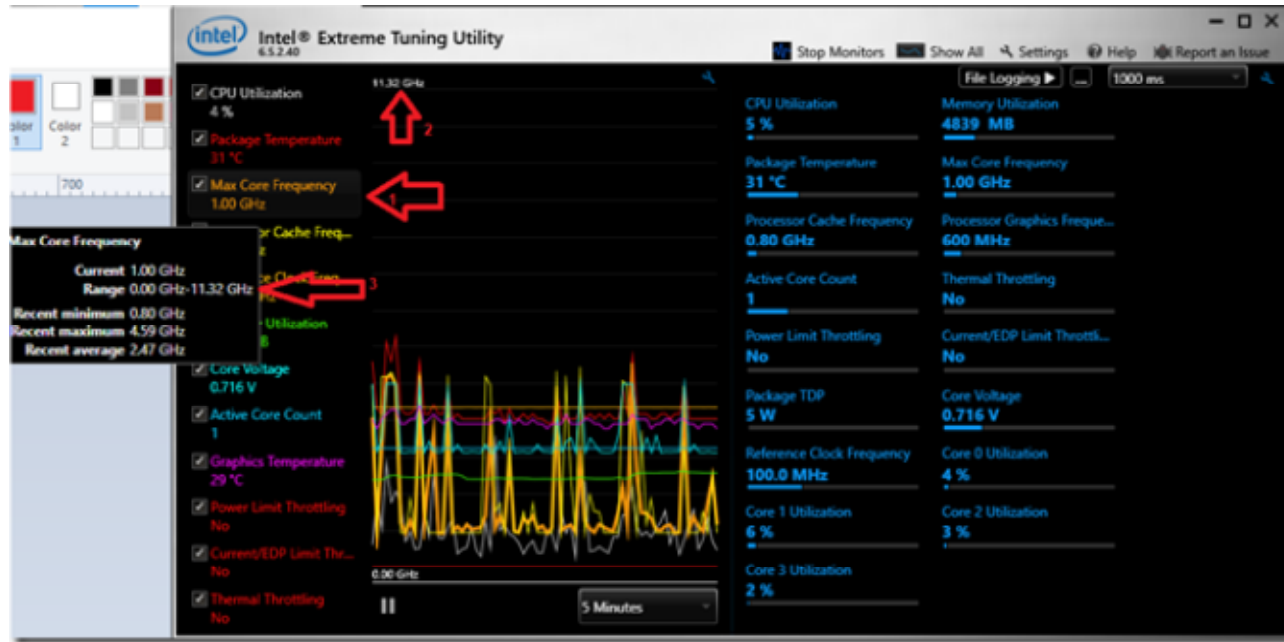 intel
Intel® Extreme Tuning Utility
6.5.2.40
Stop Monitors
Show All
Settings
Help
Report an Issue
File Logging
...
1000 ms
Color
1
Color
2
700
CPU Utilization
4 %
Package Temperature
31 °C
Max Core Frequency
1.00 GHz
Cache Freq...
Utilization
Core Voltage
0.716 V
Active Core Count
1
Graphics Temperature
29 °C
Power Limit Throttling
No
Current/EDP Limit Thr...
No
Thermal Throttling
No
Max Core Frequency
Current 1.00 GHz
Range 0.00 GHz-11.32 GHz
Recent minimum 0.80 GHz
Recent maximum 4.59 GHz
Recent average 2.47 GHz
11.32 GHz
2
1
3
0.00 GHz
5 Minutes
CPU Utilization
5 %
Memory Utilization
4839 MB
Package Temperature
31 °C
Max Core Frequency
1.00 GHz
Processor Cache Frequency
0.80 GHz
Processor Graphics Freque...
600 MHz
Active Core Count
1
Thermal Throttling
No
Power Limit Throttling
No
Current/EDP Limit Throttli...
No
Package TDP
5 W
Core Voltage
0.716 V
Reference Clock Frequency
100.0 MHz
Core 0 Utilization
4 %
Core 1 Utilization
6 %
Core 2 Utilization
3 %
Core 3 Utilization
2 %